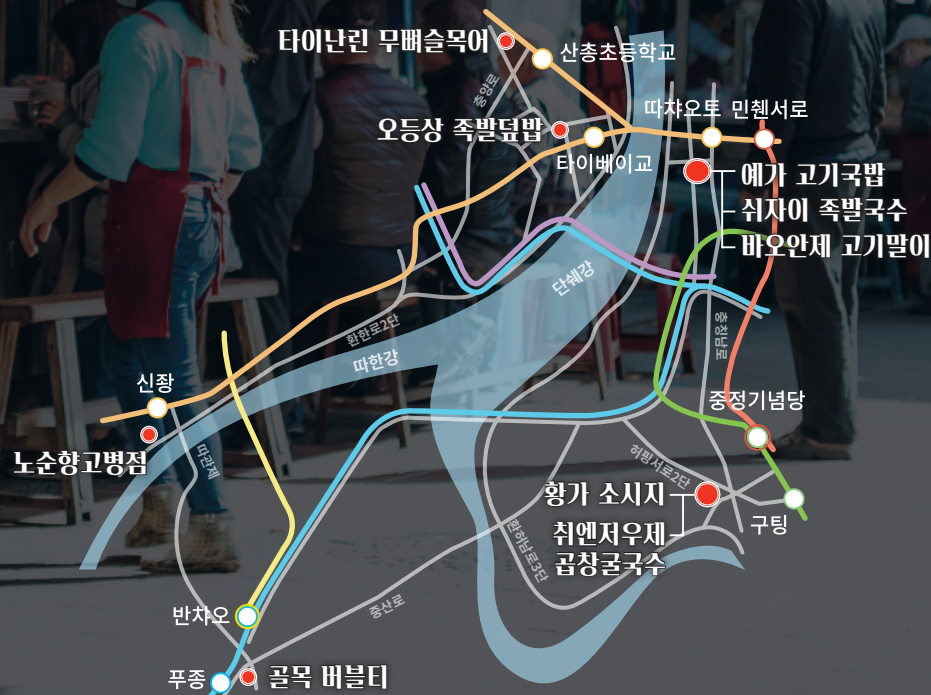 타이난린 무뼈슬목어
산총초등학교
충양로
따챠오토 민췐서로
오등상 족발덮밥
타이베이교
예가 고기국밥
쉬자이 족발국수
바오안제 고기말이
단쉐강
환한로2단
충칭남로
따한강
신좡
중정기념당
노순향고병점
따관제
허핑서로2단
황가 소시지
구팅
취엔저우제
곱창굴국수
환허남로3단
중산로
반챠오
푸종
골목 버블티